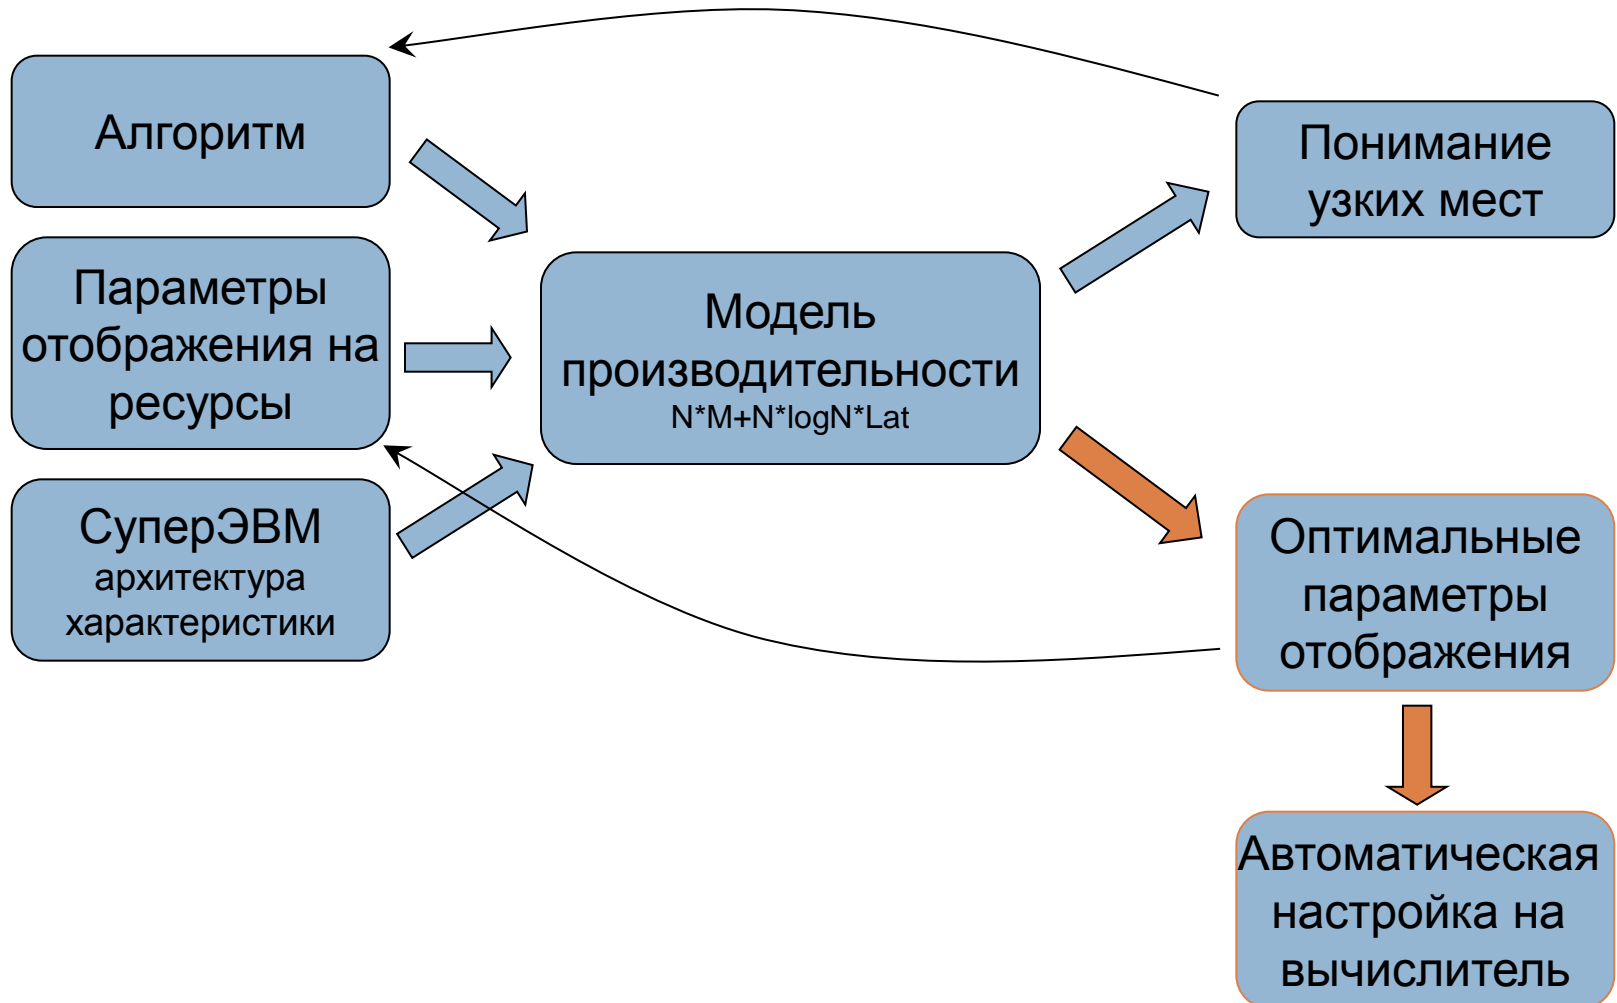 Алгоритм
Параметры
отображения на
ресурсы
СуперЭВМ
архитектура
характеристики
Модель
производительности
N*M+N*logN*Lat
Понимание
узких мест
Оптимальные
параметры
отображения
Автоматическая
настройка на
вычислитель